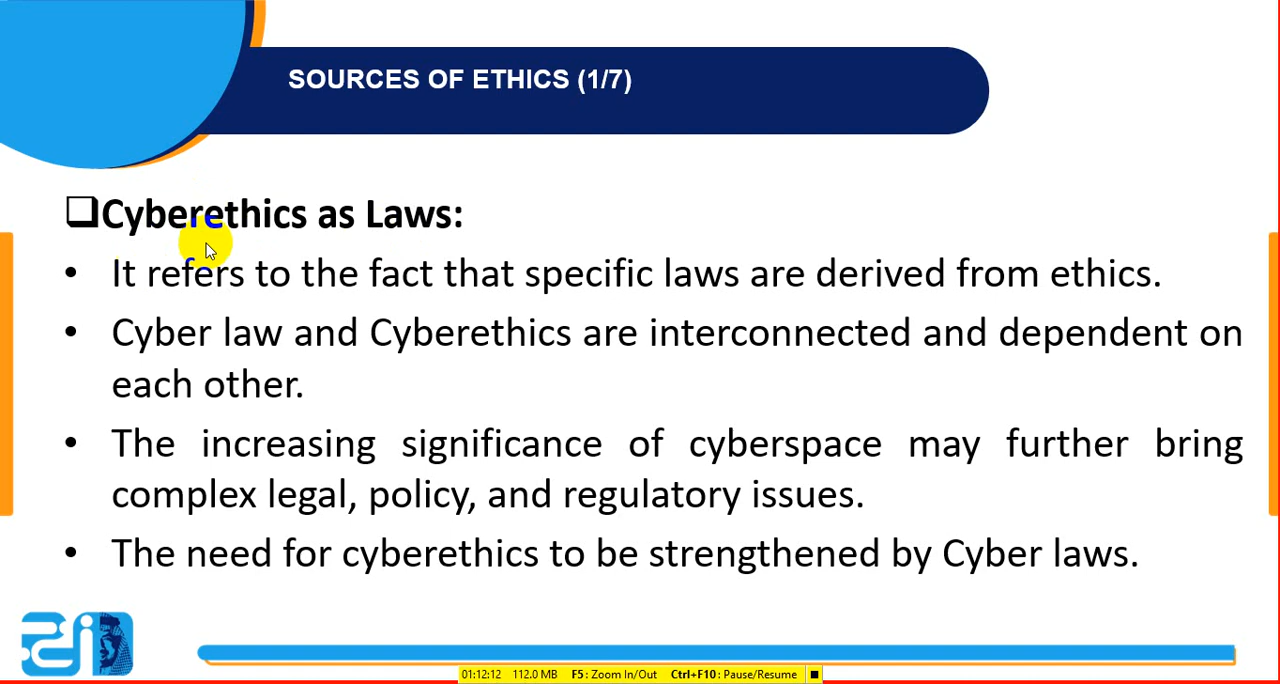 SOURCES OF ETHICS (1/7)
❑Cyberethics as Laws:
• It refers to the fact that specific laws are derived from ethics.
• Cyber law and Cyberethics are interconnected and dependent on
each other.
• The increasing significance of cyberspace may further bring
complex legal, policy, and regulatory issues.
• The need for cyberethics to be strengthened by Cyber laws.
01:12:12 112.0 MB F5: Zoom In/Out Ctrl+F10: Pause/Resume